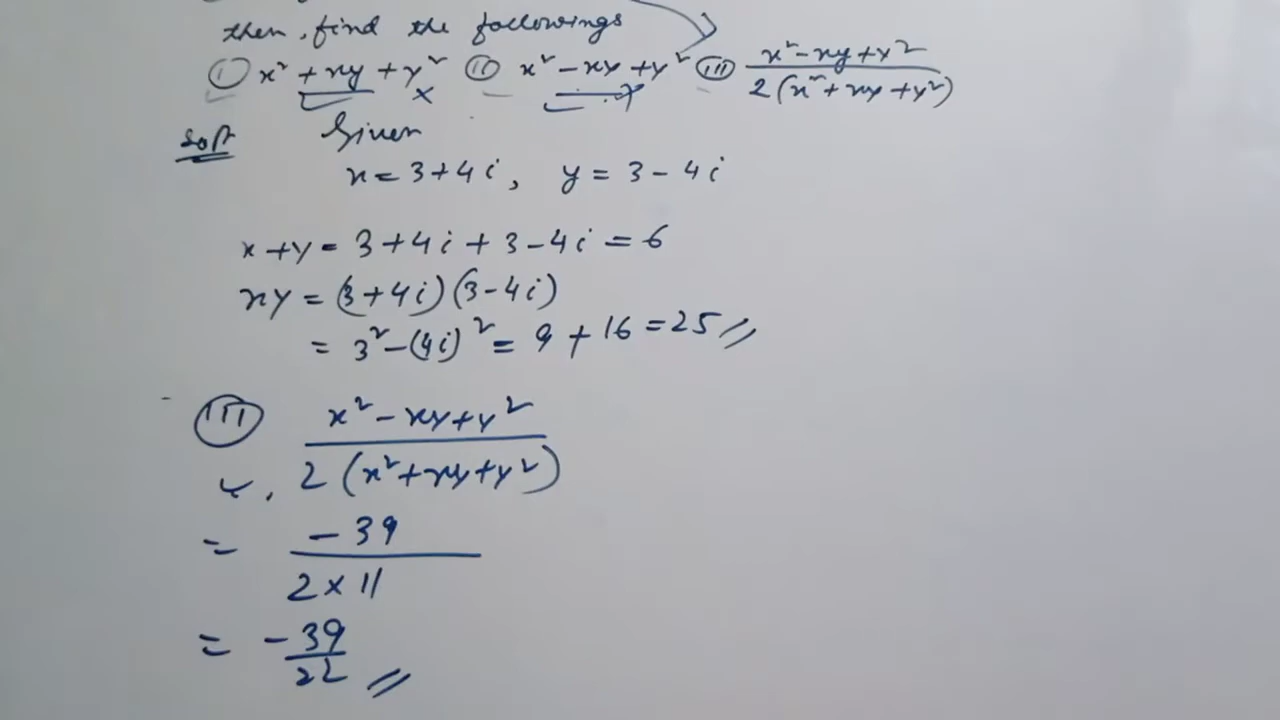 then, find the followings
(i) x² + xy + y² (ii) x² - xy + y² (iii) x² - xy + y² / 2(x² + xy + y²)
Solⁿ Given
x = 3+4i, y = 3-4i
x+y = 3+4i+3-4i = 6
xy = (3+4i)(3-4i)
= 3² - (4i)² = 9 + 16 = 25 //
(iii) x² - xy + y² / 2(x² + xy + y²)
= -39 / 2 × 11
= -39 / 22 //